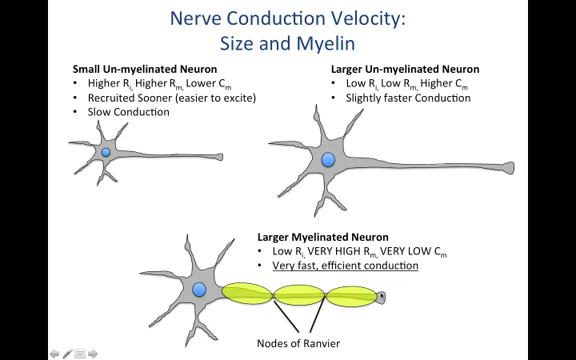 Nerve Conduction Velocity:
Size and Myelin
Small Un-myelinated Neuron
• Higher Ri, Higher Rm, Lower Cm
• Recruited Sooner (easier to excite)
• Slow Conduction
Larger Un-myelinated Neuron
• Low Ri, Low Rm, Higher Cm
• Slightly faster Conduction
Larger Myelinated Neuron
• Low Ri, VERY HIGH Rm, VERY LOW Cm
• Very fast, efficient conduction
Nodes of Ranvier